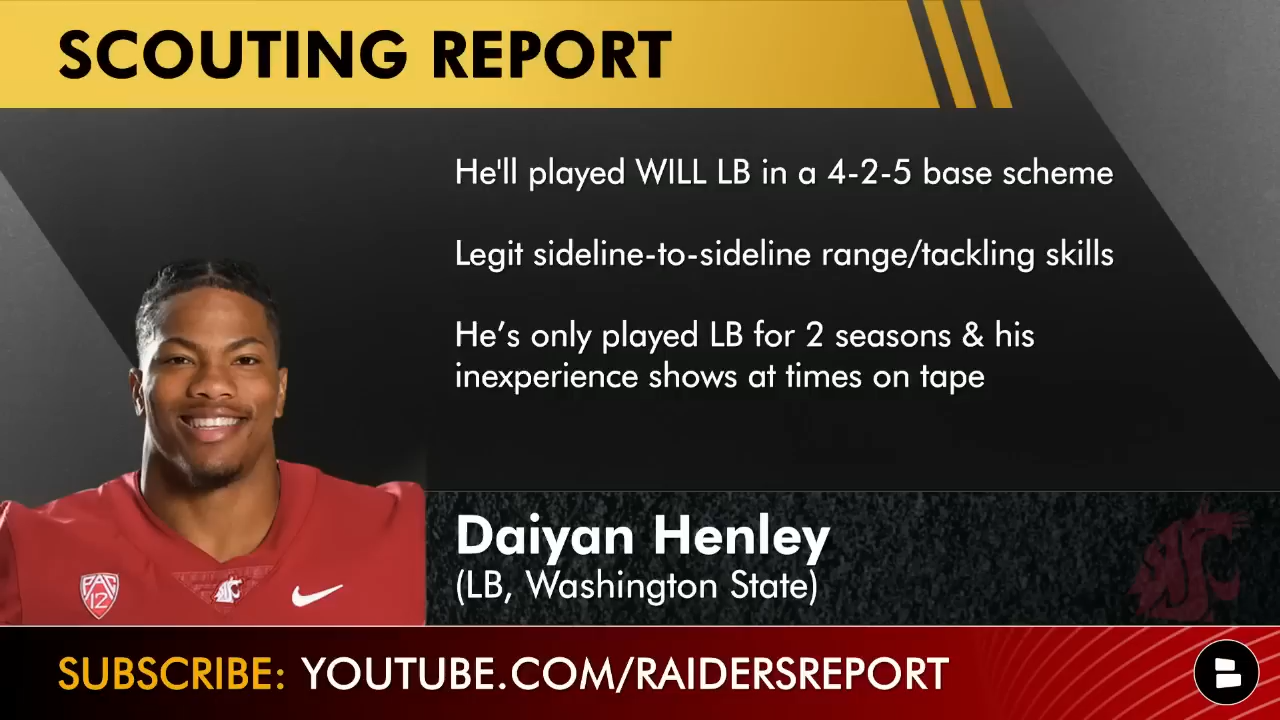 SCOUTING REPORT
He'll played WILL LB in a 4-2-5 base scheme
Legit sideline-to-sideline range/tackling skills
He’s only played LB for 2 seasons & his
inexperience shows at times on tape
PAC
12
Daiyan Henley
(LB, Washington State)
SUBSCRIBE: YOUTUBE.COM/RAIDERSREPORT